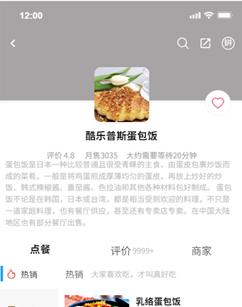 12:00
拼
酷乐普斯蛋包饭
评价 4.8 月售3035 大约需要等待20分钟
蛋包饭是日本一种比较普遍且很受青睐的主食，由蛋皮包裹炒饭而
成的菜肴。一般是将鸡蛋煎成厚薄均匀的蛋皮，再放上炒好的炒
饭、韩式辣椒酱、番茄酱、色拉油和其他各种材料包好制成。蛋包
饭不论是在韩国，日本或台湾，都是相当受到欢迎的料理，不只是
一道家庭料理，也有餐厅供应，甚至还有专卖店专卖。在中国大陆
地区也有部分餐厅出售。
点餐 评价 9999+ 商家
热销 热销 大家喜欢吃，才叫真好吃
乳络蛋包饭